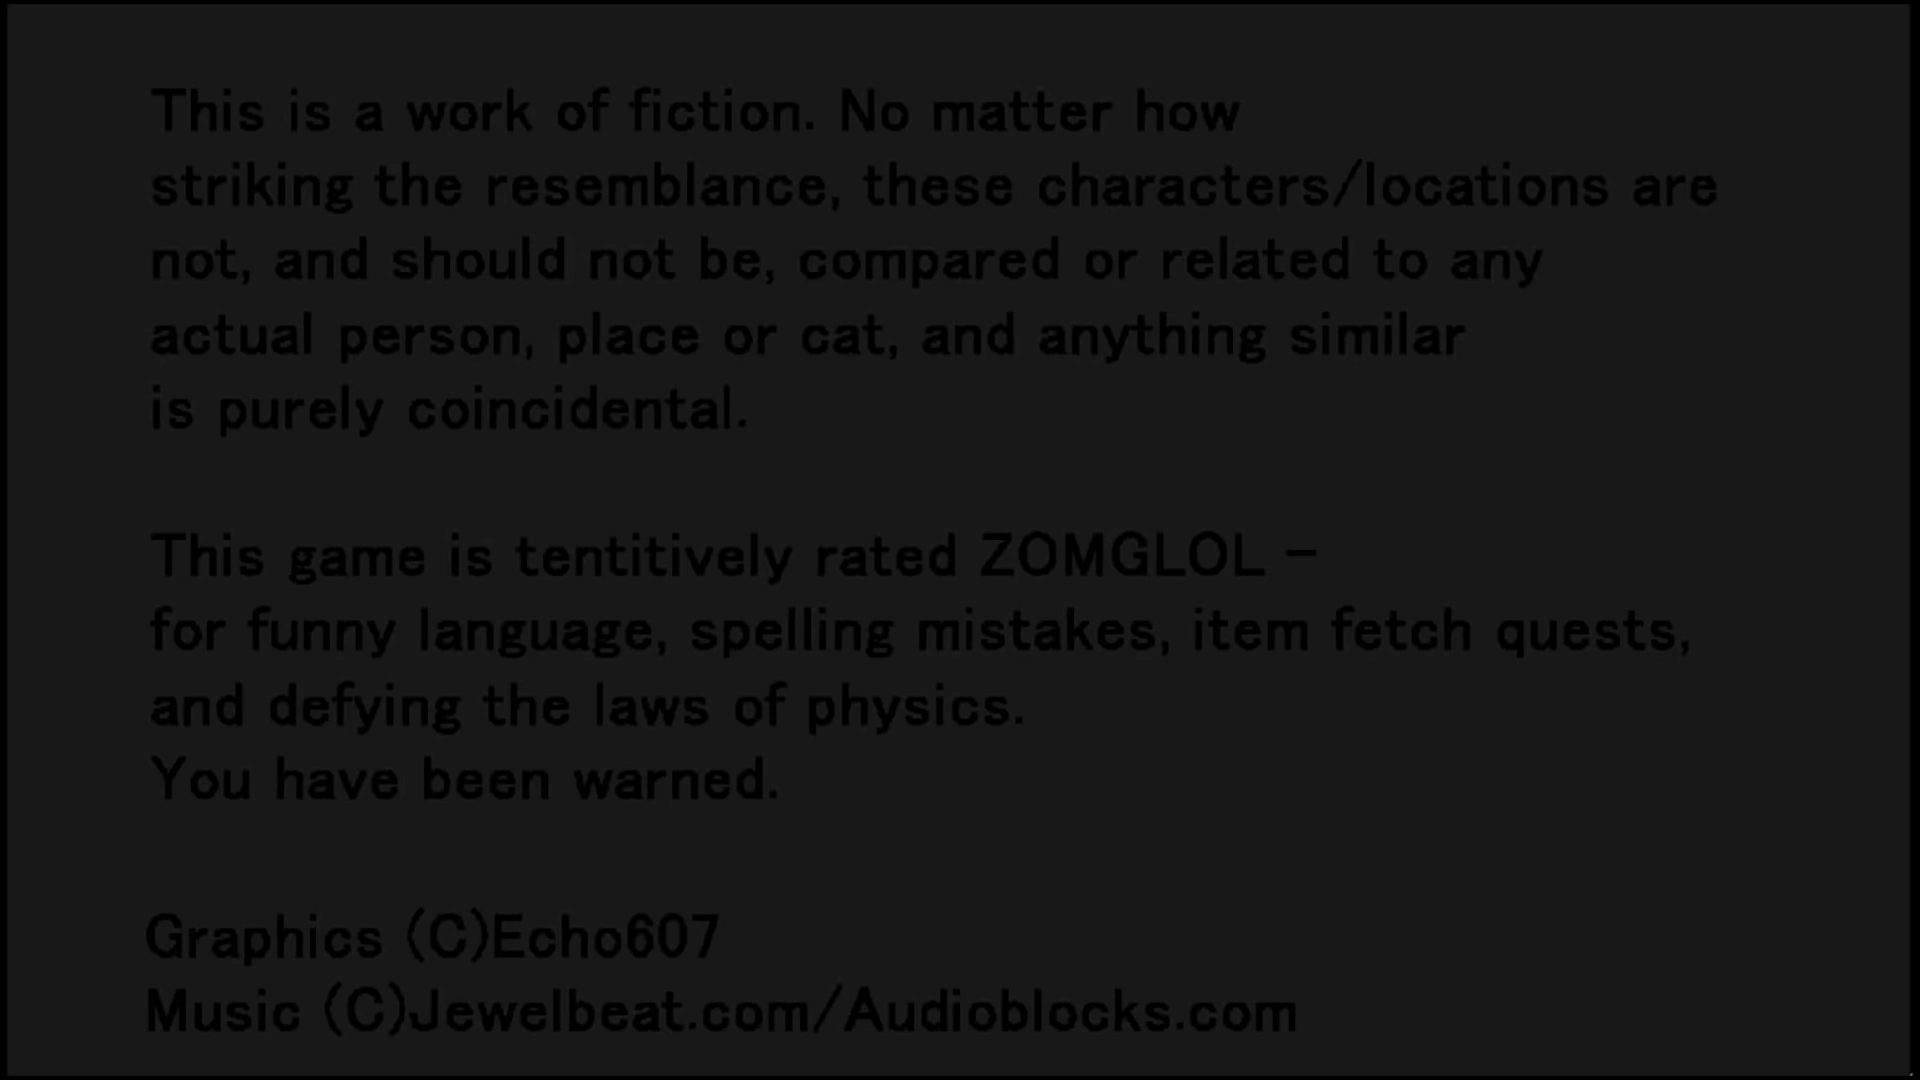 This is a work of fiction. No matter how
striking the resemblance, these characters/locations are
not, and should not be, compared or related to any
actual person, place or cat, and anything similar
is purely coincidental.
This game is tentitively rated ZOMGLOL -
for funny language, spelling mistakes, item fetch quests,
and defying the laws of physics.
You have been warned.
Graphics (C)Echo607
Music (C)Jewelbeat.com/Audioblocks.com